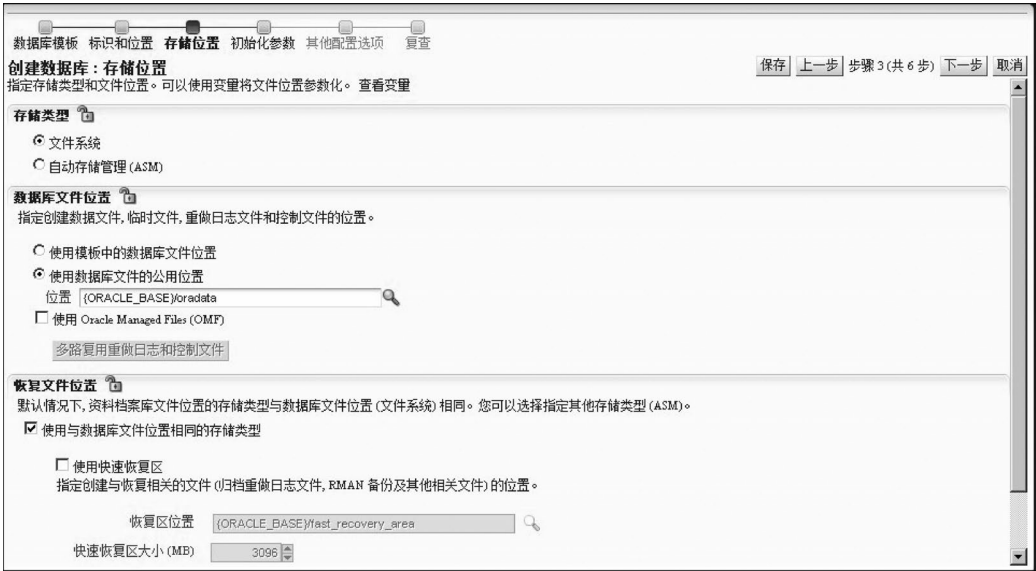 数据库模板 标识和位置 存储位置 初始化参数 其他配置选项 复查
创建数据库：存储位置
保存 上一步 步骤 3 (共 6 步) 下一步 取消
指定存储类型和文件位置。可以使用变量将文件位置参数化。 查看变量
存储类型
文件系统
自动存储管理 (ASM)
数据库文件位置
指定创建数据文件, 临时文件, 重做日志文件和控制文件的位置。
使用模板中的数据库文件位置
使用数据库文件的公用位置
位置 {ORACLE_BASE}/oradata
使用 Oracle Managed Files (OMF)
多路复用重做日志和控制文件
恢复文件位置
默认情况下, 资料档案库文件位置的存储类型与数据库文件位置 (文件系统) 相同。您可以选择指定其他存储类型 (ASM)。
使用与数据库文件位置相同的存储类型
使用快速恢复区
指定创建与恢复相关的文件 (归档重做日志文件, RMAN 备份及其他相关文件) 的位置。
恢复区位置 {ORACLE_BASE}/fast_recovery_area
快速恢复区大小 (MB) 3096